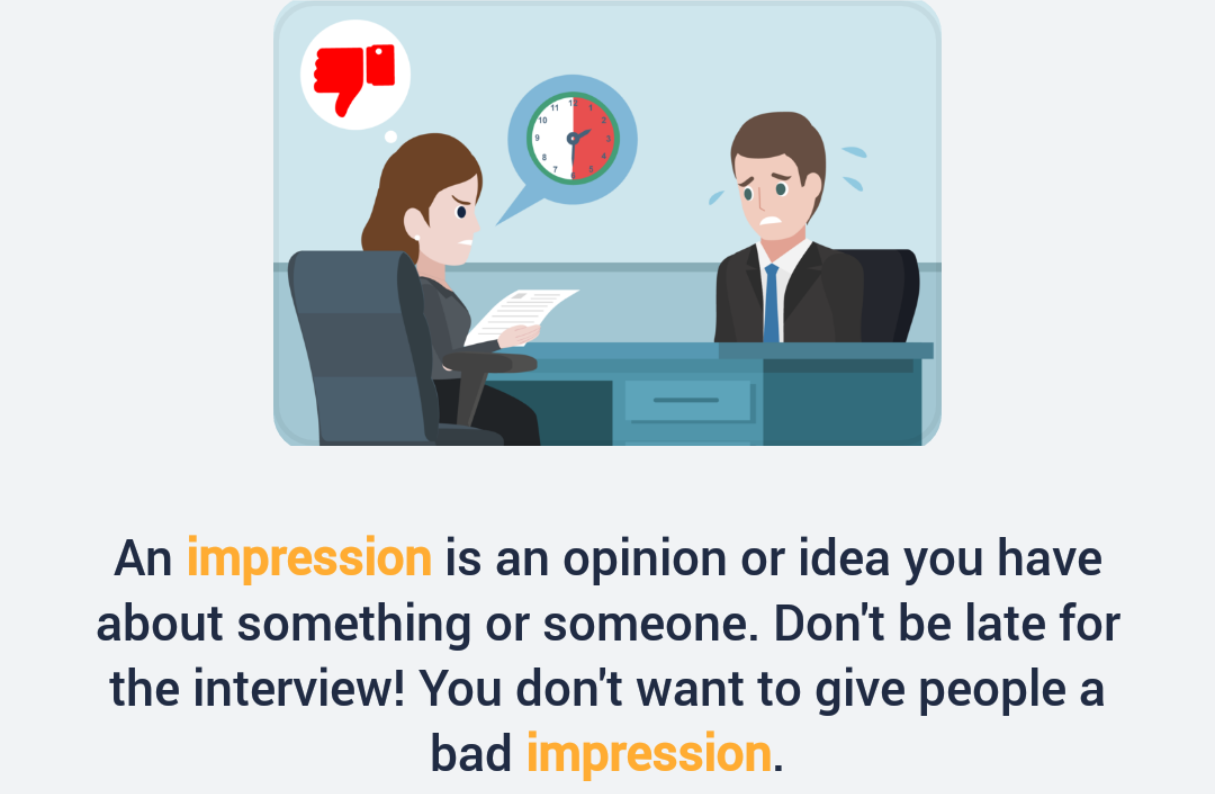 11 12 1
10 2
9 3
8 4
7 6 5
An impression is an opinion or idea you have
about something or someone. Don't be late for
the interview! You don't want to give people a
bad impression.